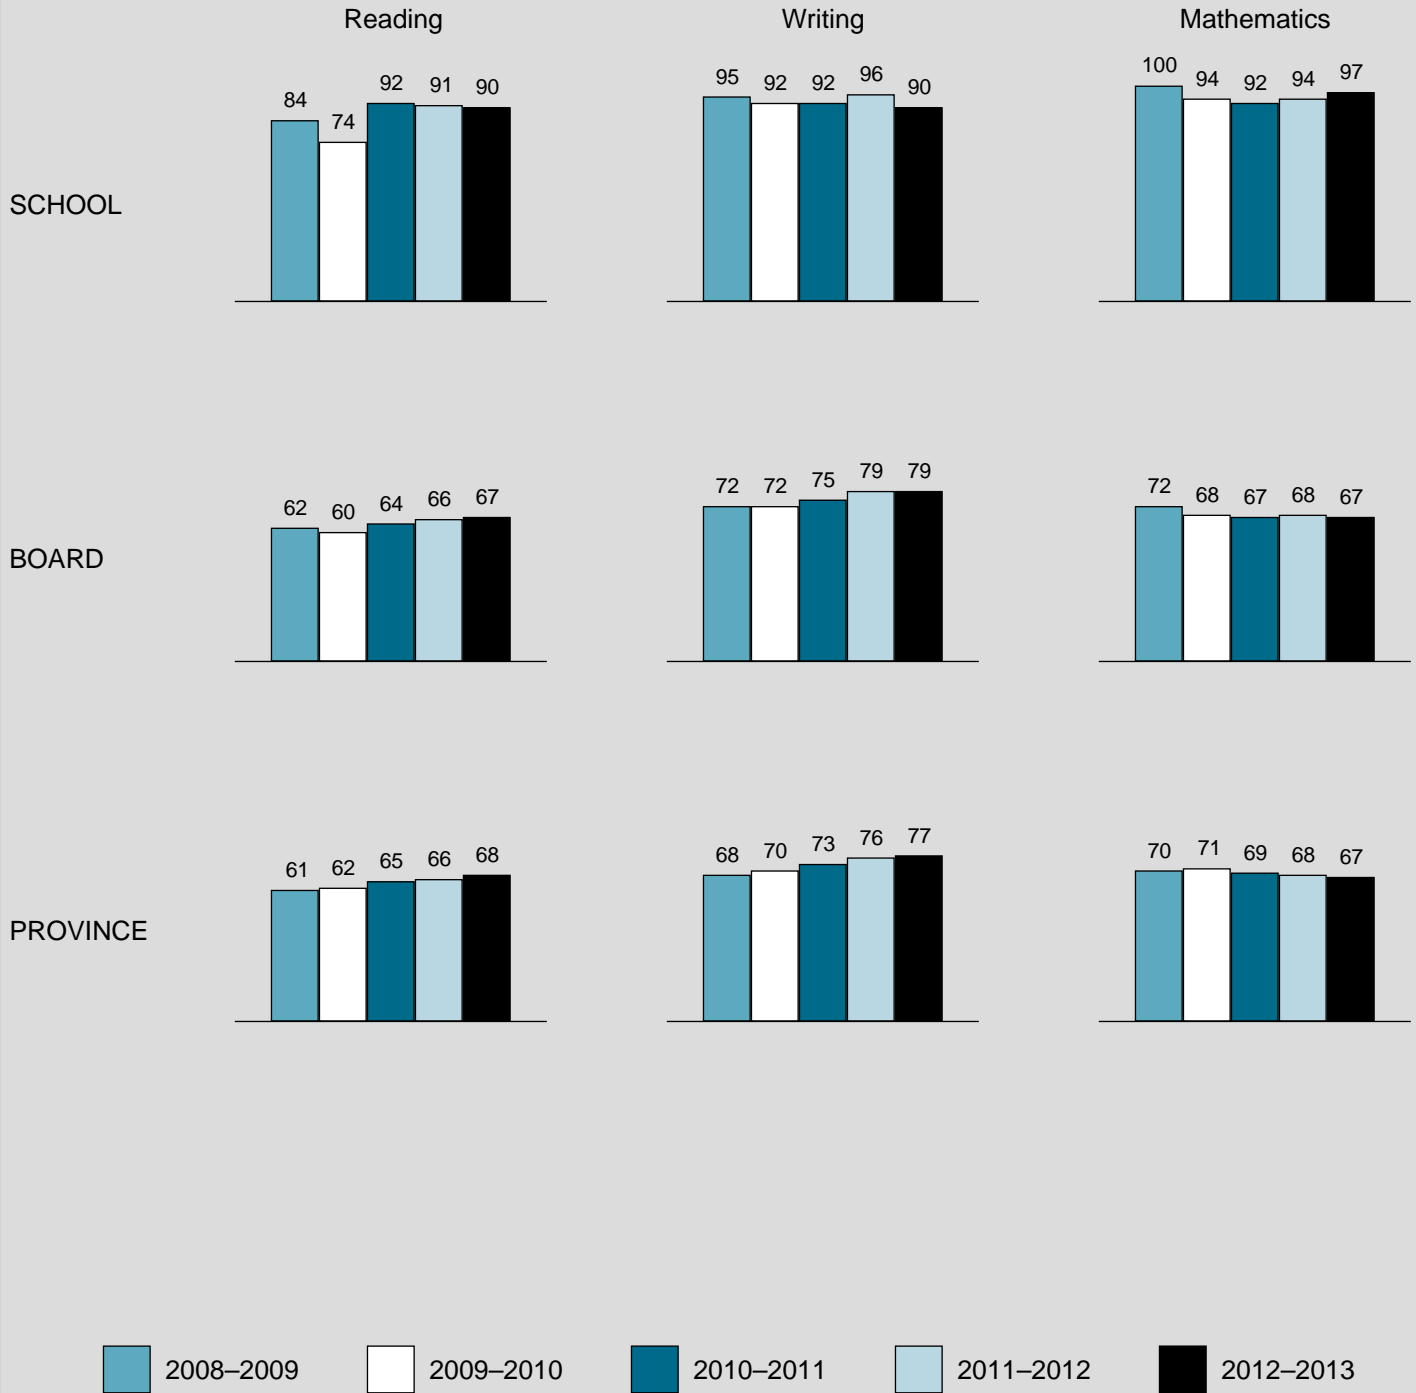 Reading Writing Mathematics
84 74 92 91 90 95 92 92 96 90 100 94 92 94 97
SCHOOL
62 60 64 66 67 72 72 75 79 79 72 68 67 68 67
BOARD
61 62 65 66 68 68 70 73 76 77 70 71 69 68 67
PROVINCE
2008–2009 2009–2010 2010–2011 2011–2012 2012–2013